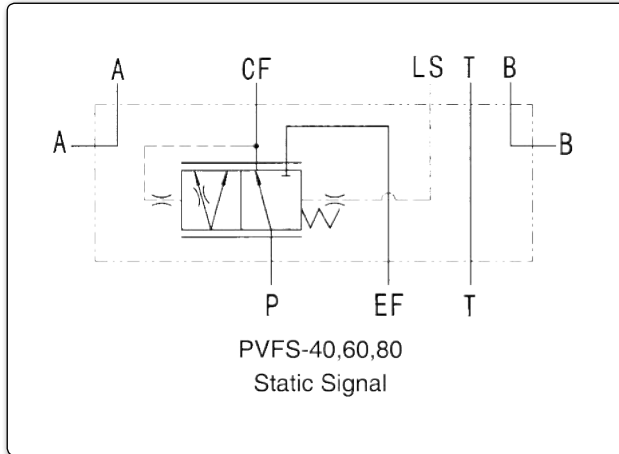 A CF LS T B
A B
P EF T
PVFS-40,60,80
Static Signal